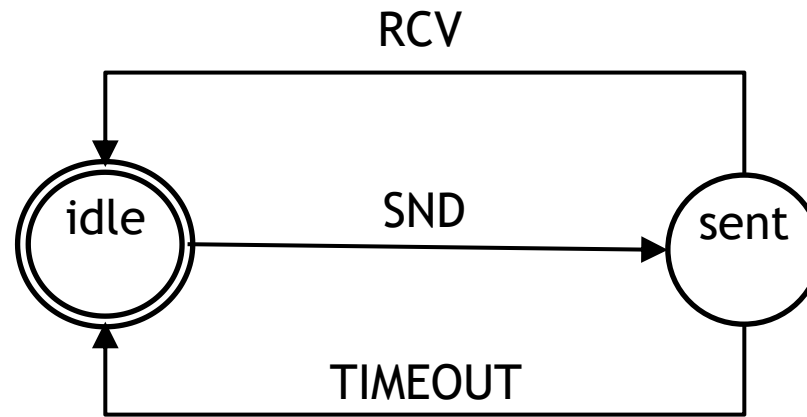 RCV
idle
SND
sent
TIMEOUT